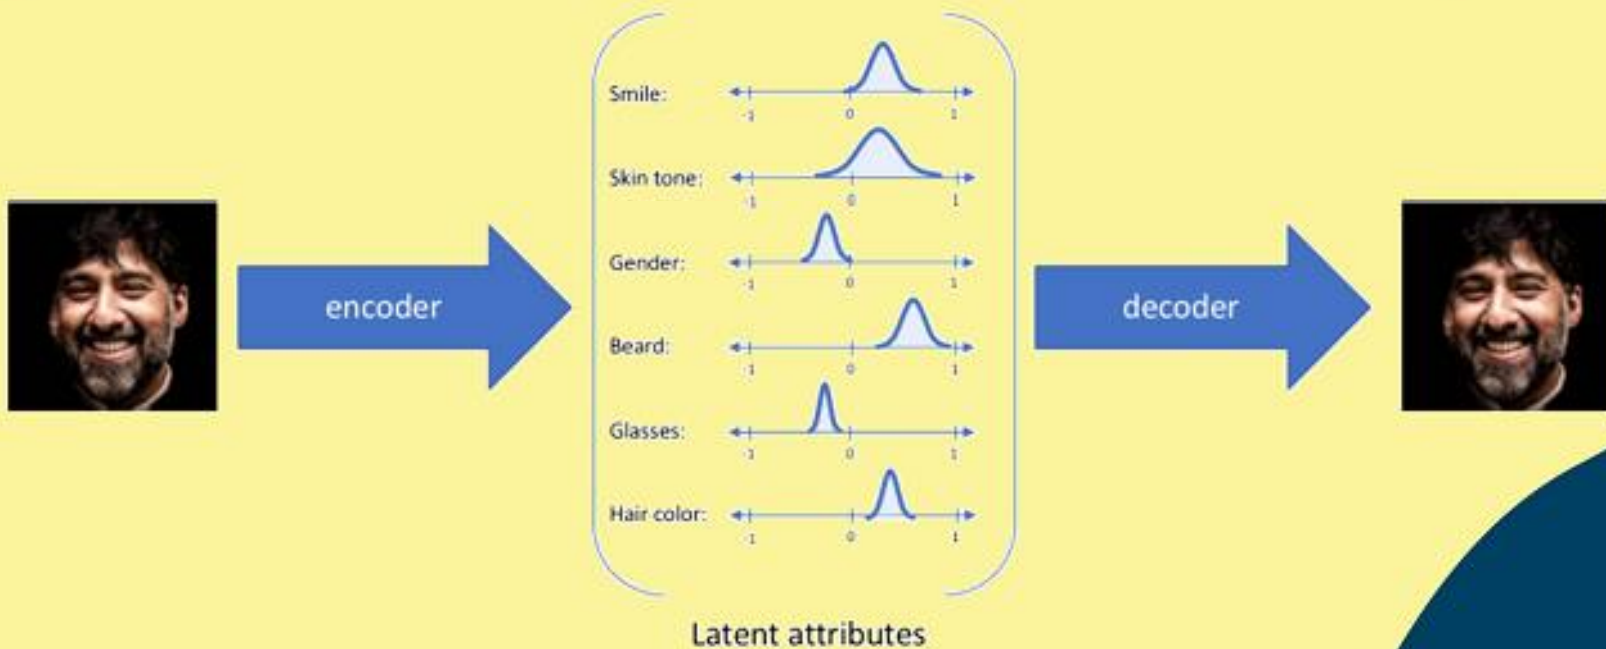 Smile:
-1 0 1
Skin tone:
-1 0 1
encoder
Gender:
-1 0 1
decoder
Beard:
-1 0 1
Glasses:
-1 0 1
Hair color:
-1 0 1
Latent attributes